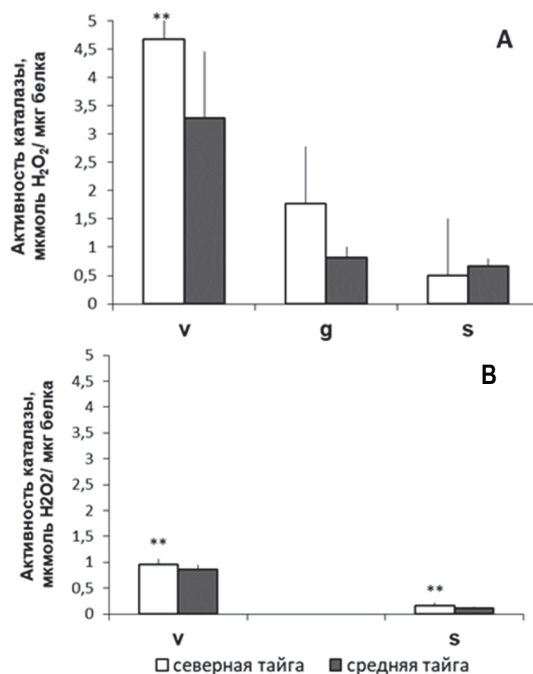 Активность каталазы,
мкмоль H₂O₂/ мкг белка
5
4,5
4
3,5
3
2,5
2
1,5
1
0,5
0
**
A
v g s
Активность каталазы,
мкмоль H2O2/ мкг белка
5
4,5
4
3,5
3
2,5
2
1,5
1
0,5
0
**
**
B
v s
северная тайга средняя тайга